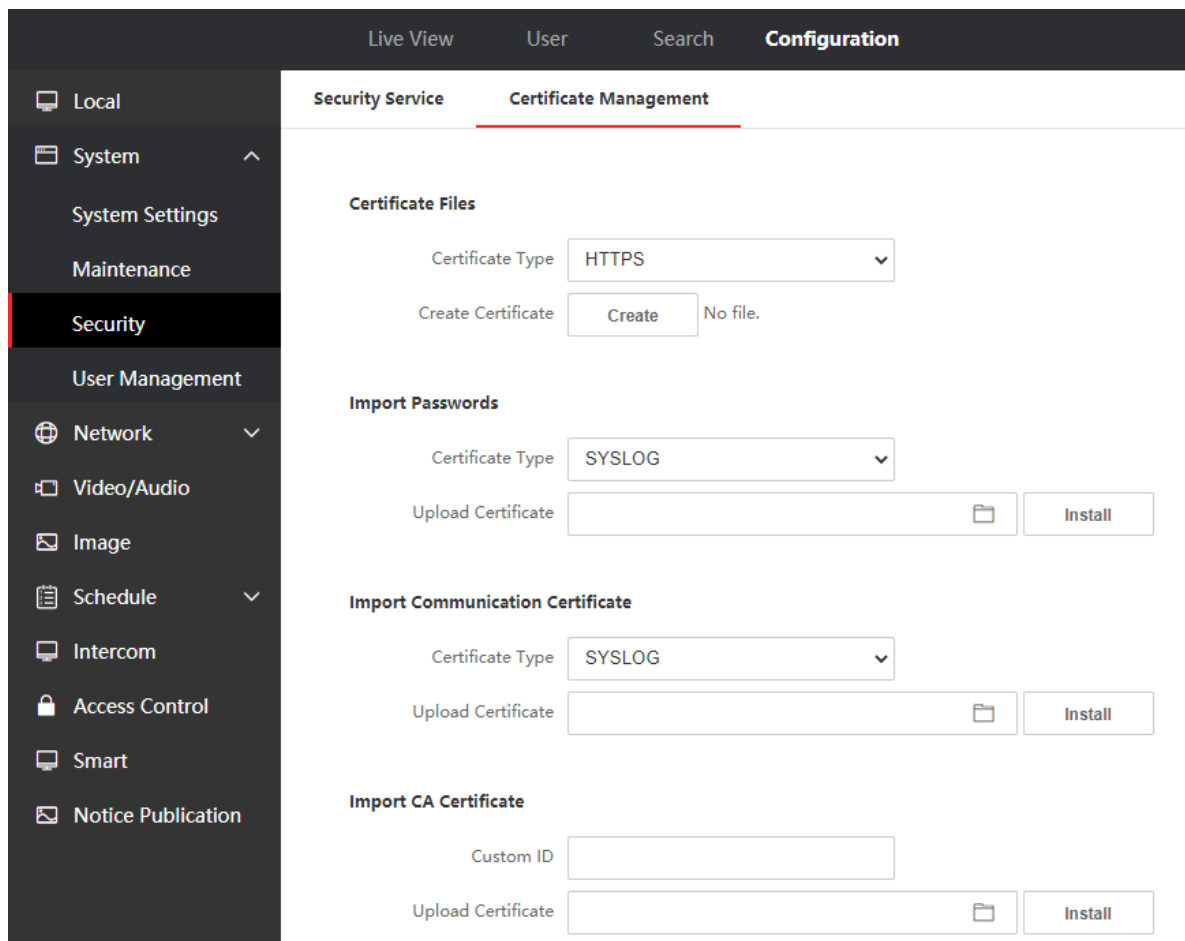 Live View User Search Configuration
Local
System
System Settings
Maintenance
Security
User Management
Network
Video/Audio
Image
Schedule
Intercom
Access Control
Smart
Notice Publication
Security Service Certificate Management
Certificate Files
Certificate Type HTTPS
Create Certificate Create No file.
Import Passwords
Certificate Type SYSLOG
Upload Certificate Install
Import Communication Certificate
Certificate Type SYSLOG
Upload Certificate Install
Import CA Certificate
Custom ID
Upload Certificate Install